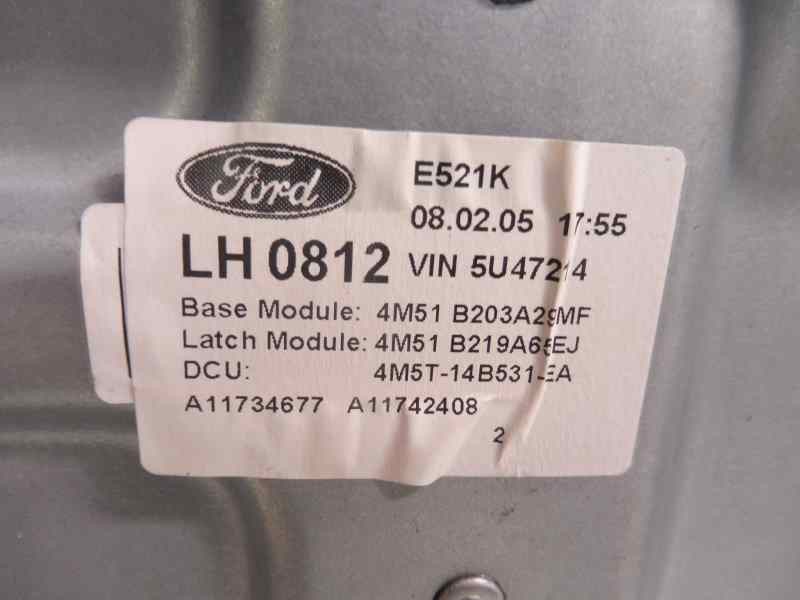 Ford
E521K
08.02.05 17:55
LH 0812 VIN 5U47214
Base Module: 4M51 B203A29MF
Latch Module: 4M51 B219A65EJ
DCU: 4M5T-14B531-EA
A11734677 A11742408
2